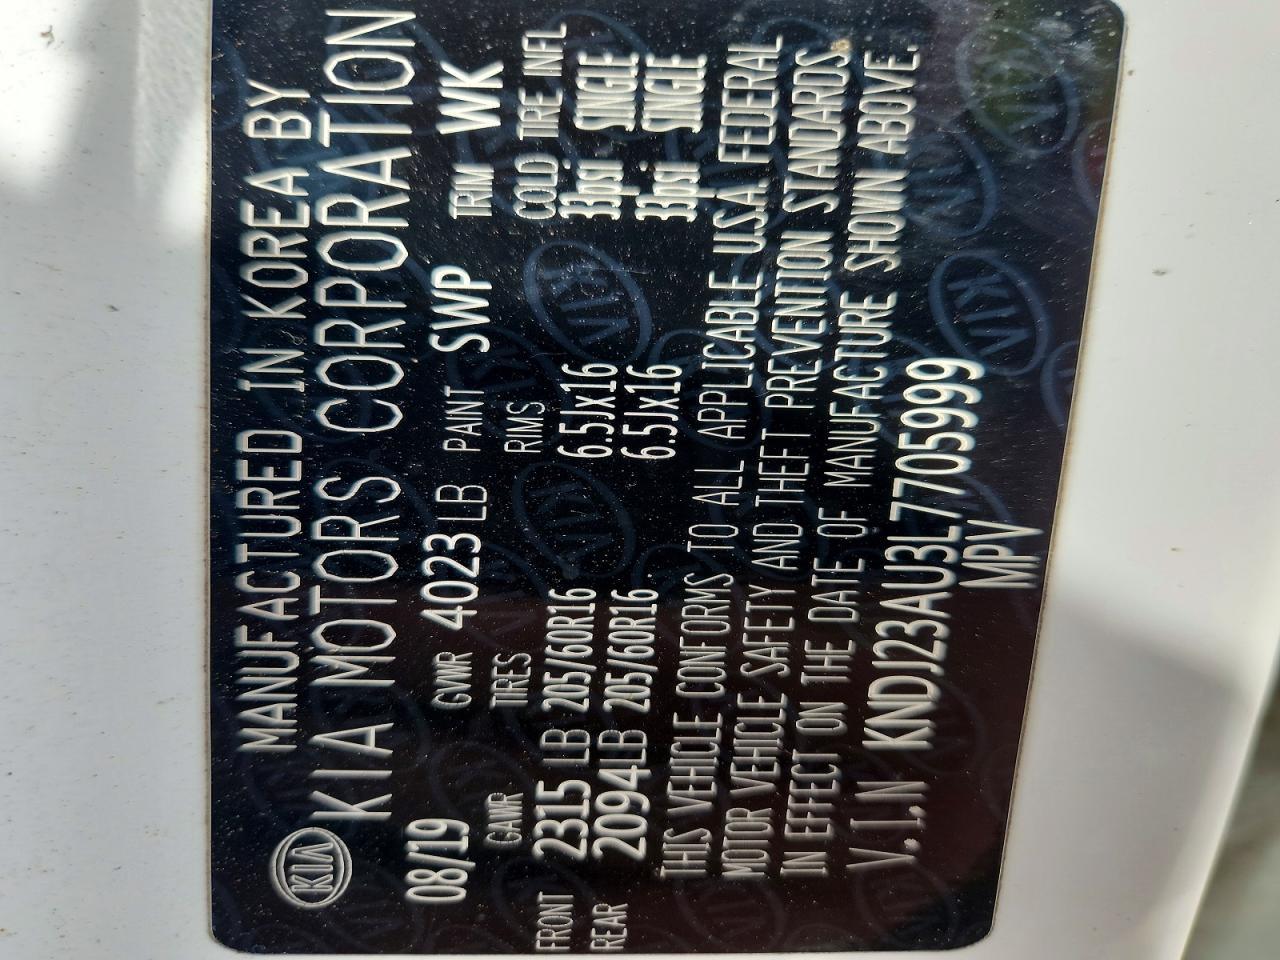 KIA
MANUFACTURED IN KOREA BY
KIA MOTORS CORPORATION
08/19 GVWR 4023LB PAINT SWP TRIM WK
GAWR TIRES RIMS COLD TIRE INFL
FRONT 2315 LB 205/60R16 6.5Jx16 33psi SINGLE
REAR 2094LB 205/60R16 6.5Jx16 33psi SINGLE
THIS VEHICLE CONFORMS TO ALL APPLICABLE U.S.A. FEDERAL
MOTOR VEHICLE SAFETY AND THEFT PREVENTION STANDARDS
IN EFFECT ON THE DATE OF MANUFACTURE SHOWN ABOVE.
V.I.N KNDJ23AU3L7705999
MPV